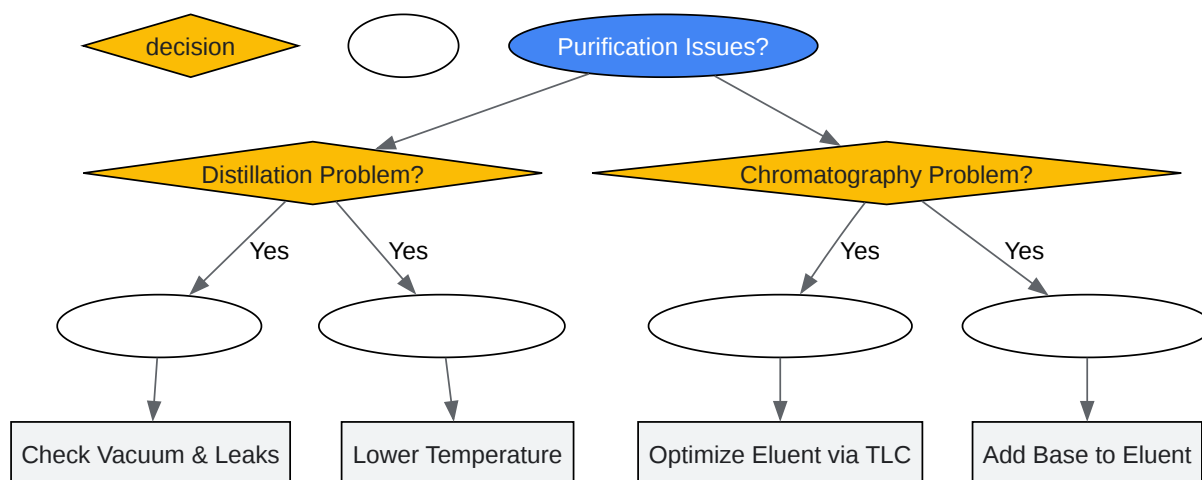 decision
Purification Issues?
Distillation Problem?
Chromatography Problem?
Yes
Yes
Yes
Yes
Check Vacuum & Leaks
Lower Temperature
Optimize Eluent via TLC
Add Base to Eluent